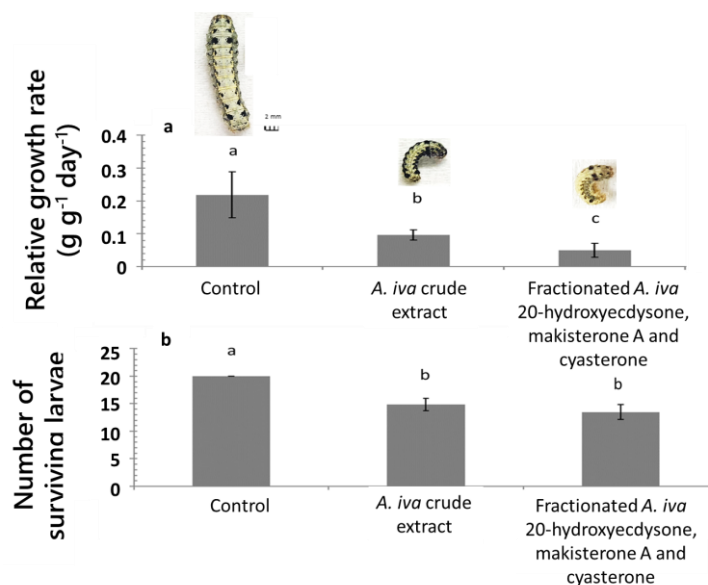 2 mm
a
Relative growth rate
(g g⁻¹ day⁻¹)
0.4
0.3
0.2
0.1
0
a
b
c
Control
A. iva crude
extract
Fractionated A. iva
20-hydroxyecdysone,
makisterone A and
cyasterone
b
Number of
surviving larvae
25
20
15
10
5
0
a
b
b
Control
A. iva crude
extract
Fractionated A. iva
20-hydroxyecdysone,
makisterone A and
cyasterone